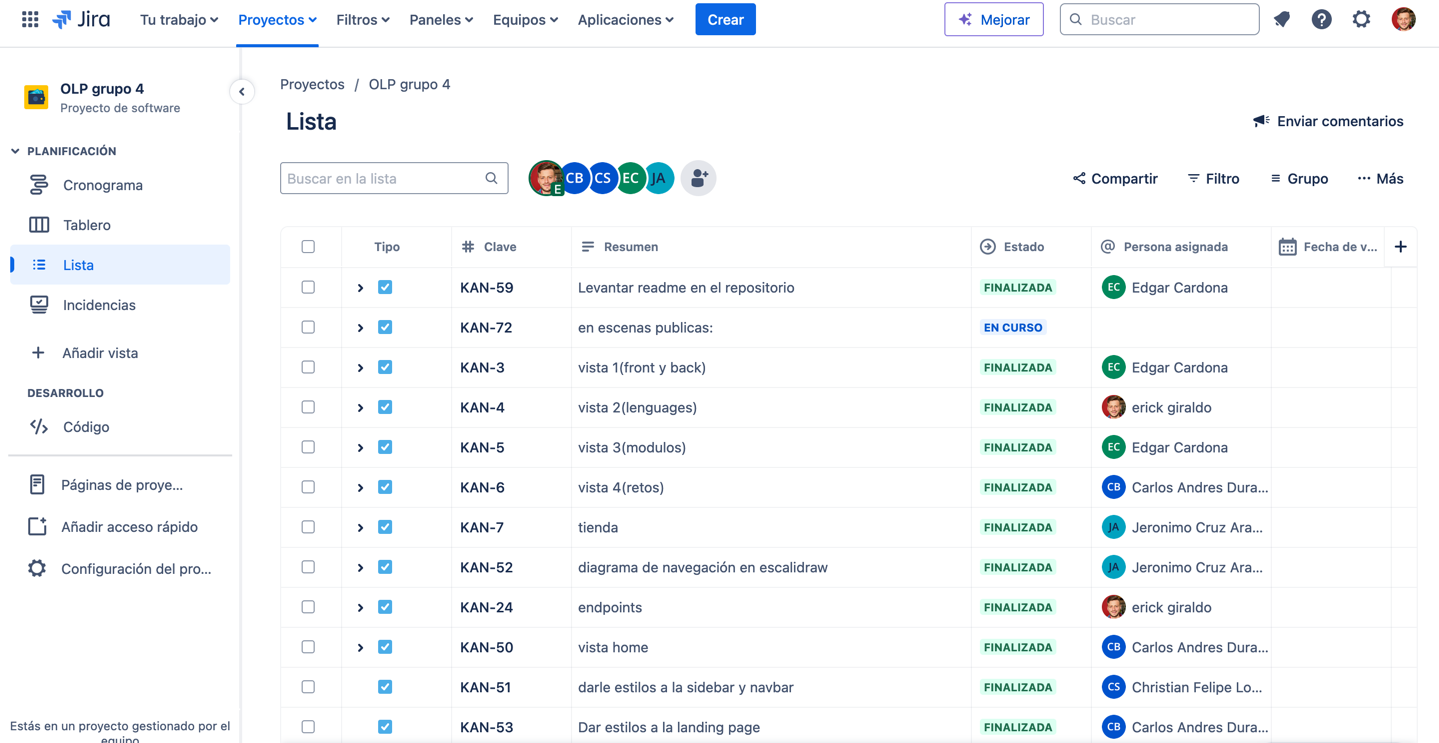 Jira Tu trabajo Proyectos Filtros Paneles Equipos Aplicaciones Crear Mejorar Buscar
OLP grupo 4
Proyecto de software
PLANIFICACIÓN
Cronograma
Tablero
Lista
Incidencias
Añadir vista
DESARROLLO
Código
Páginas de proye...
Añadir acceso rápido
Configuración del pro...
Estás en un proyecto gestionado por el
equipo
Proyectos / OLP grupo 4
Lista
Enviar comentarios
Buscar en la lista E CB CS EC JA Compartir Filtro Grupo Más
Tipo Clave Resumen Estado Persona asignada Fecha de v...
KAN-59 Levantar readme en el repositorio FINALIZADA EC Edgar Cardona
KAN-72 en escenas publicas: EN CURSO
KAN-3 vista 1(front y back) FINALIZADA EC Edgar Cardona
KAN-4 vista 2(lenguages) FINALIZADA erick giraldo
KAN-5 vista 3(modulos) FINALIZADA EC Edgar Cardona
KAN-6 vista 4(retos) FINALIZADA CB Carlos Andres Dura...
KAN-7 tienda FINALIZADA JA Jeronimo Cruz Ara...
KAN-52 diagrama de navegación en escalidraw FINALIZADA JA Jeronimo Cruz Ara...
KAN-24 endpoints FINALIZADA erick giraldo
KAN-50 vista home FINALIZADA CB Carlos Andres Dura...
KAN-51 darle estilos a la sidebar y navbar FINALIZADA CS Christian Felipe Lo...
KAN-53 Dar estilos a la landing page FINALIZADA CB Carlos Andres Dura...